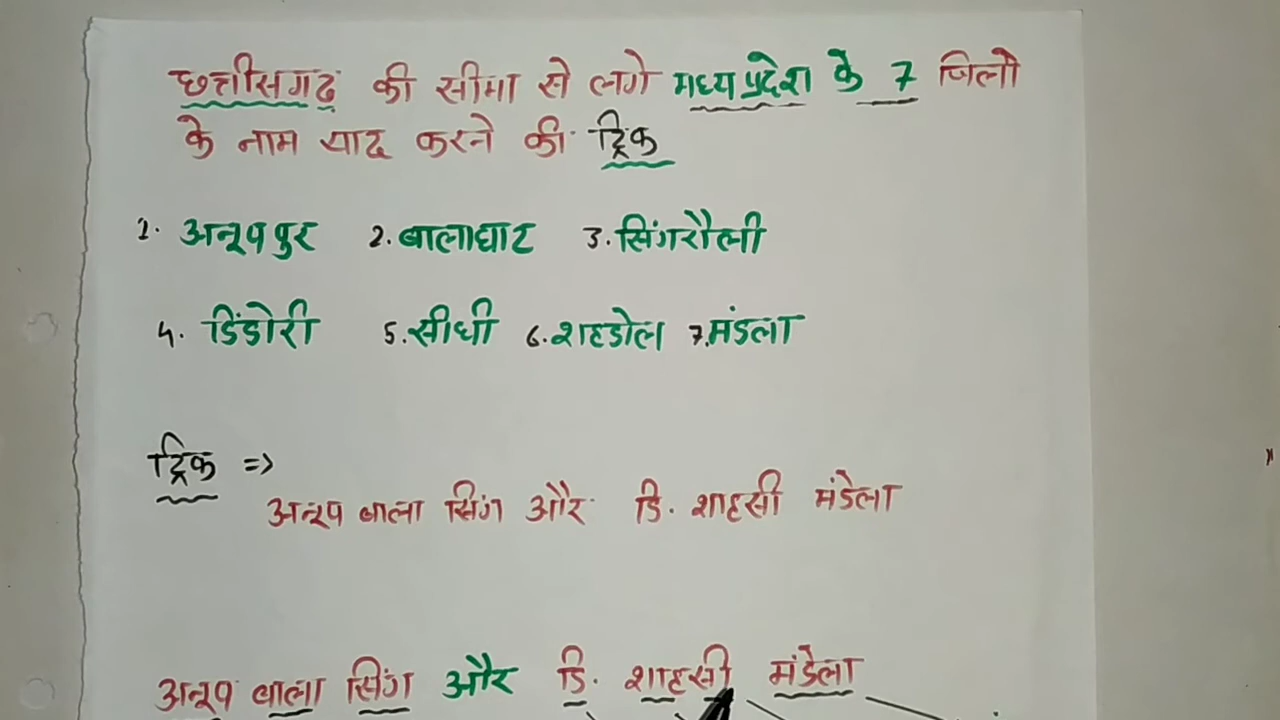 छत्तीसगढ़ की सीमा से लगे मध्यप्रदेश के 7 जिलो
के नाम याद करने की ट्रिक
1. अनूपपुर 2. बालाघाट 3. सिंगरौली
4. डिंडोरी 5. सीधी 6. शहडोल 7. मंडला
ट्रिक =>
अनूप बाला सिंग और डि. शाहसी मंडेला
अनूप बाला सिंग और डि. शाहसी मंडेला